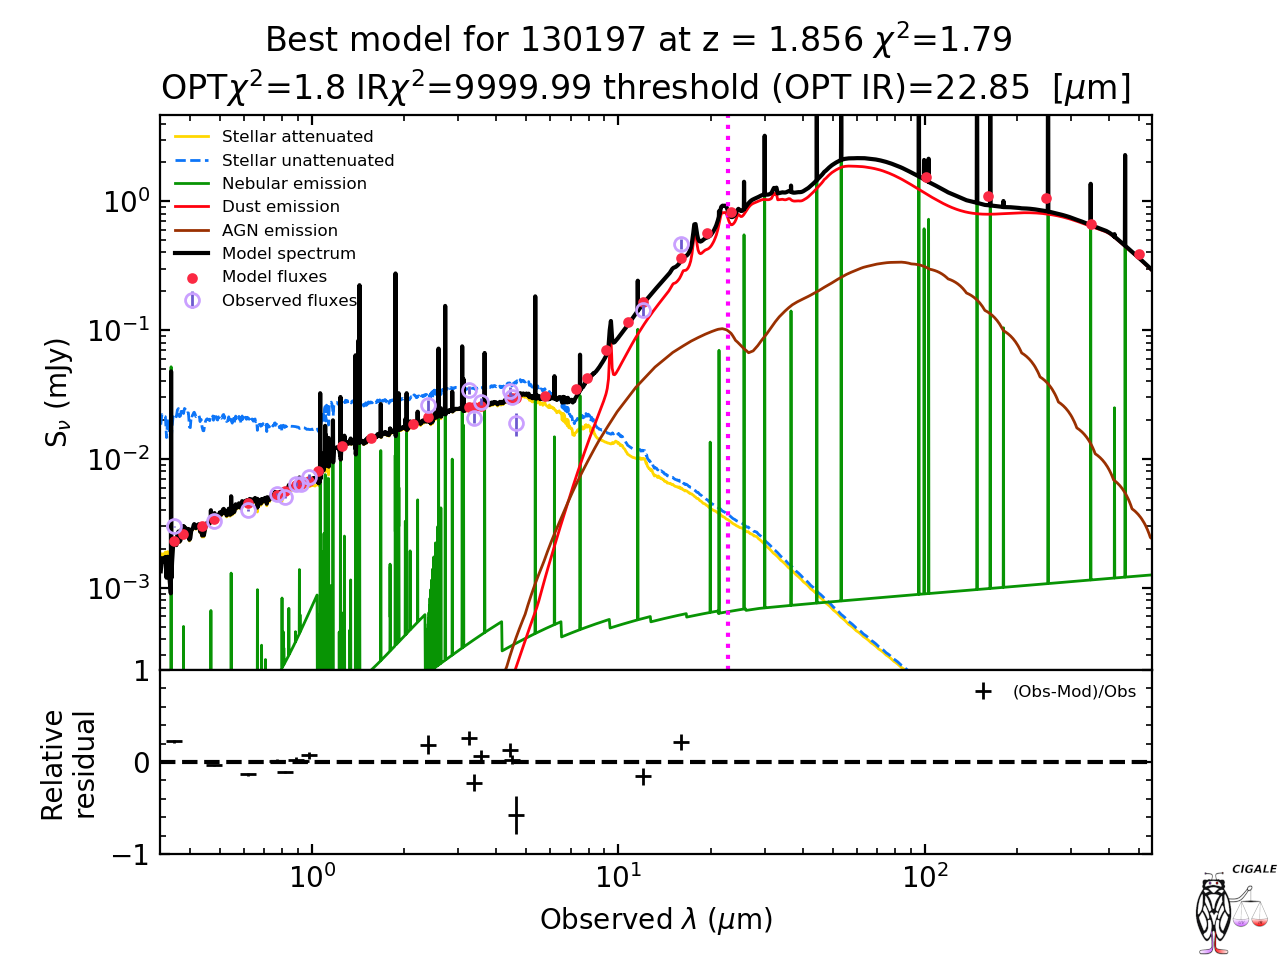 Best model for 130197 at z = 1.856 χ²=1.79
OPTχ²=1.8 IRχ²=9999.99 threshold (OPT IR)=22.85 [μm]
Stellar attenuated
Stellar unattenuated
Nebular emission
Dust emission
AGN emission
Model spectrum
Model fluxes
Observed fluxes
10⁰
10⁻¹
10⁻²
10⁻³
Sᵥ (mJy)
1
0
−1
Relative
residual
(Obs-Mod)/Obs
10⁰ 10¹ 10²
Observed λ (μm)
CIGALE